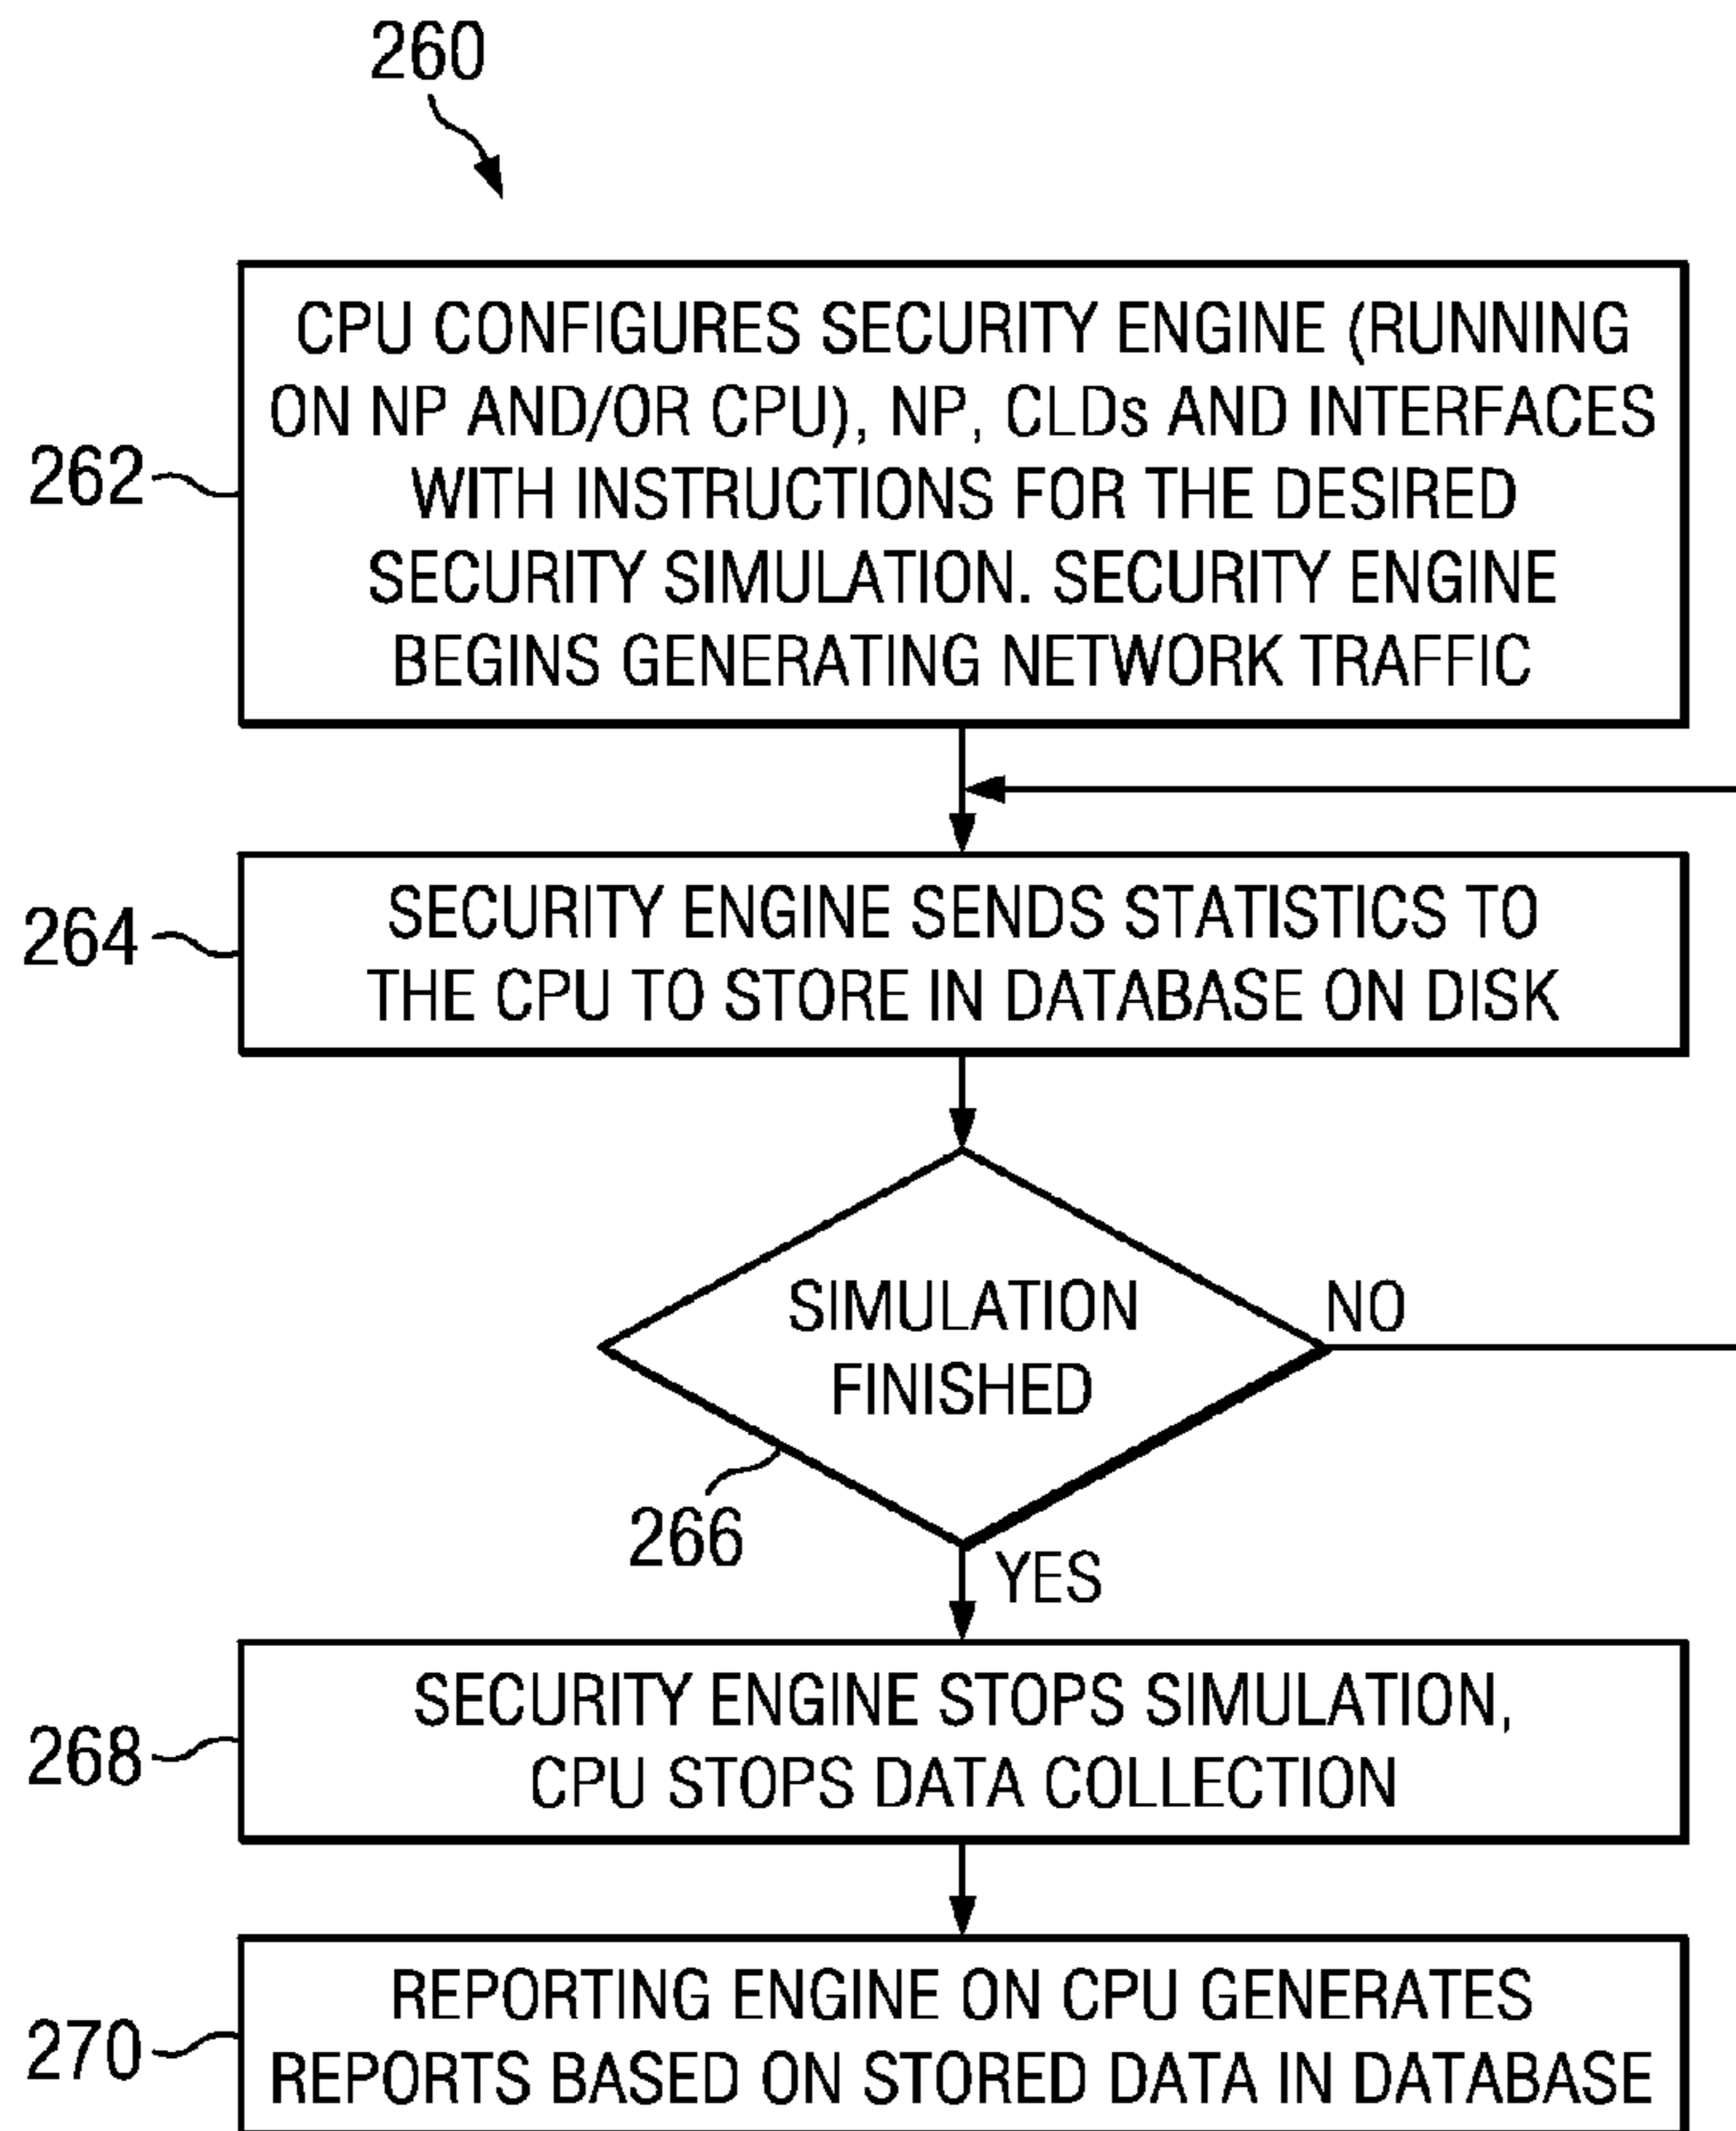 260
CPU CONFIGURES SECURITY ENGINE (RUNNING
ON NP AND/OR CPU), NP, CLDs AND INTERFACES
WITH INSTRUCTIONS FOR THE DESIRED
SECURITY SIMULATION. SECURITY ENGINE
BEGINS GENERATING NETWORK TRAFFIC
262
SECURITY ENGINE SENDS STATISTICS TO
THE CPU TO STORE IN DATABASE ON DISK
264
SIMULATION
FINISHED
NO
266
YES
SECURITY ENGINE STOPS SIMULATION,
CPU STOPS DATA COLLECTION
268
REPORTING ENGINE ON CPU GENERATES
REPORTS BASED ON STORED DATA IN DATABASE
270